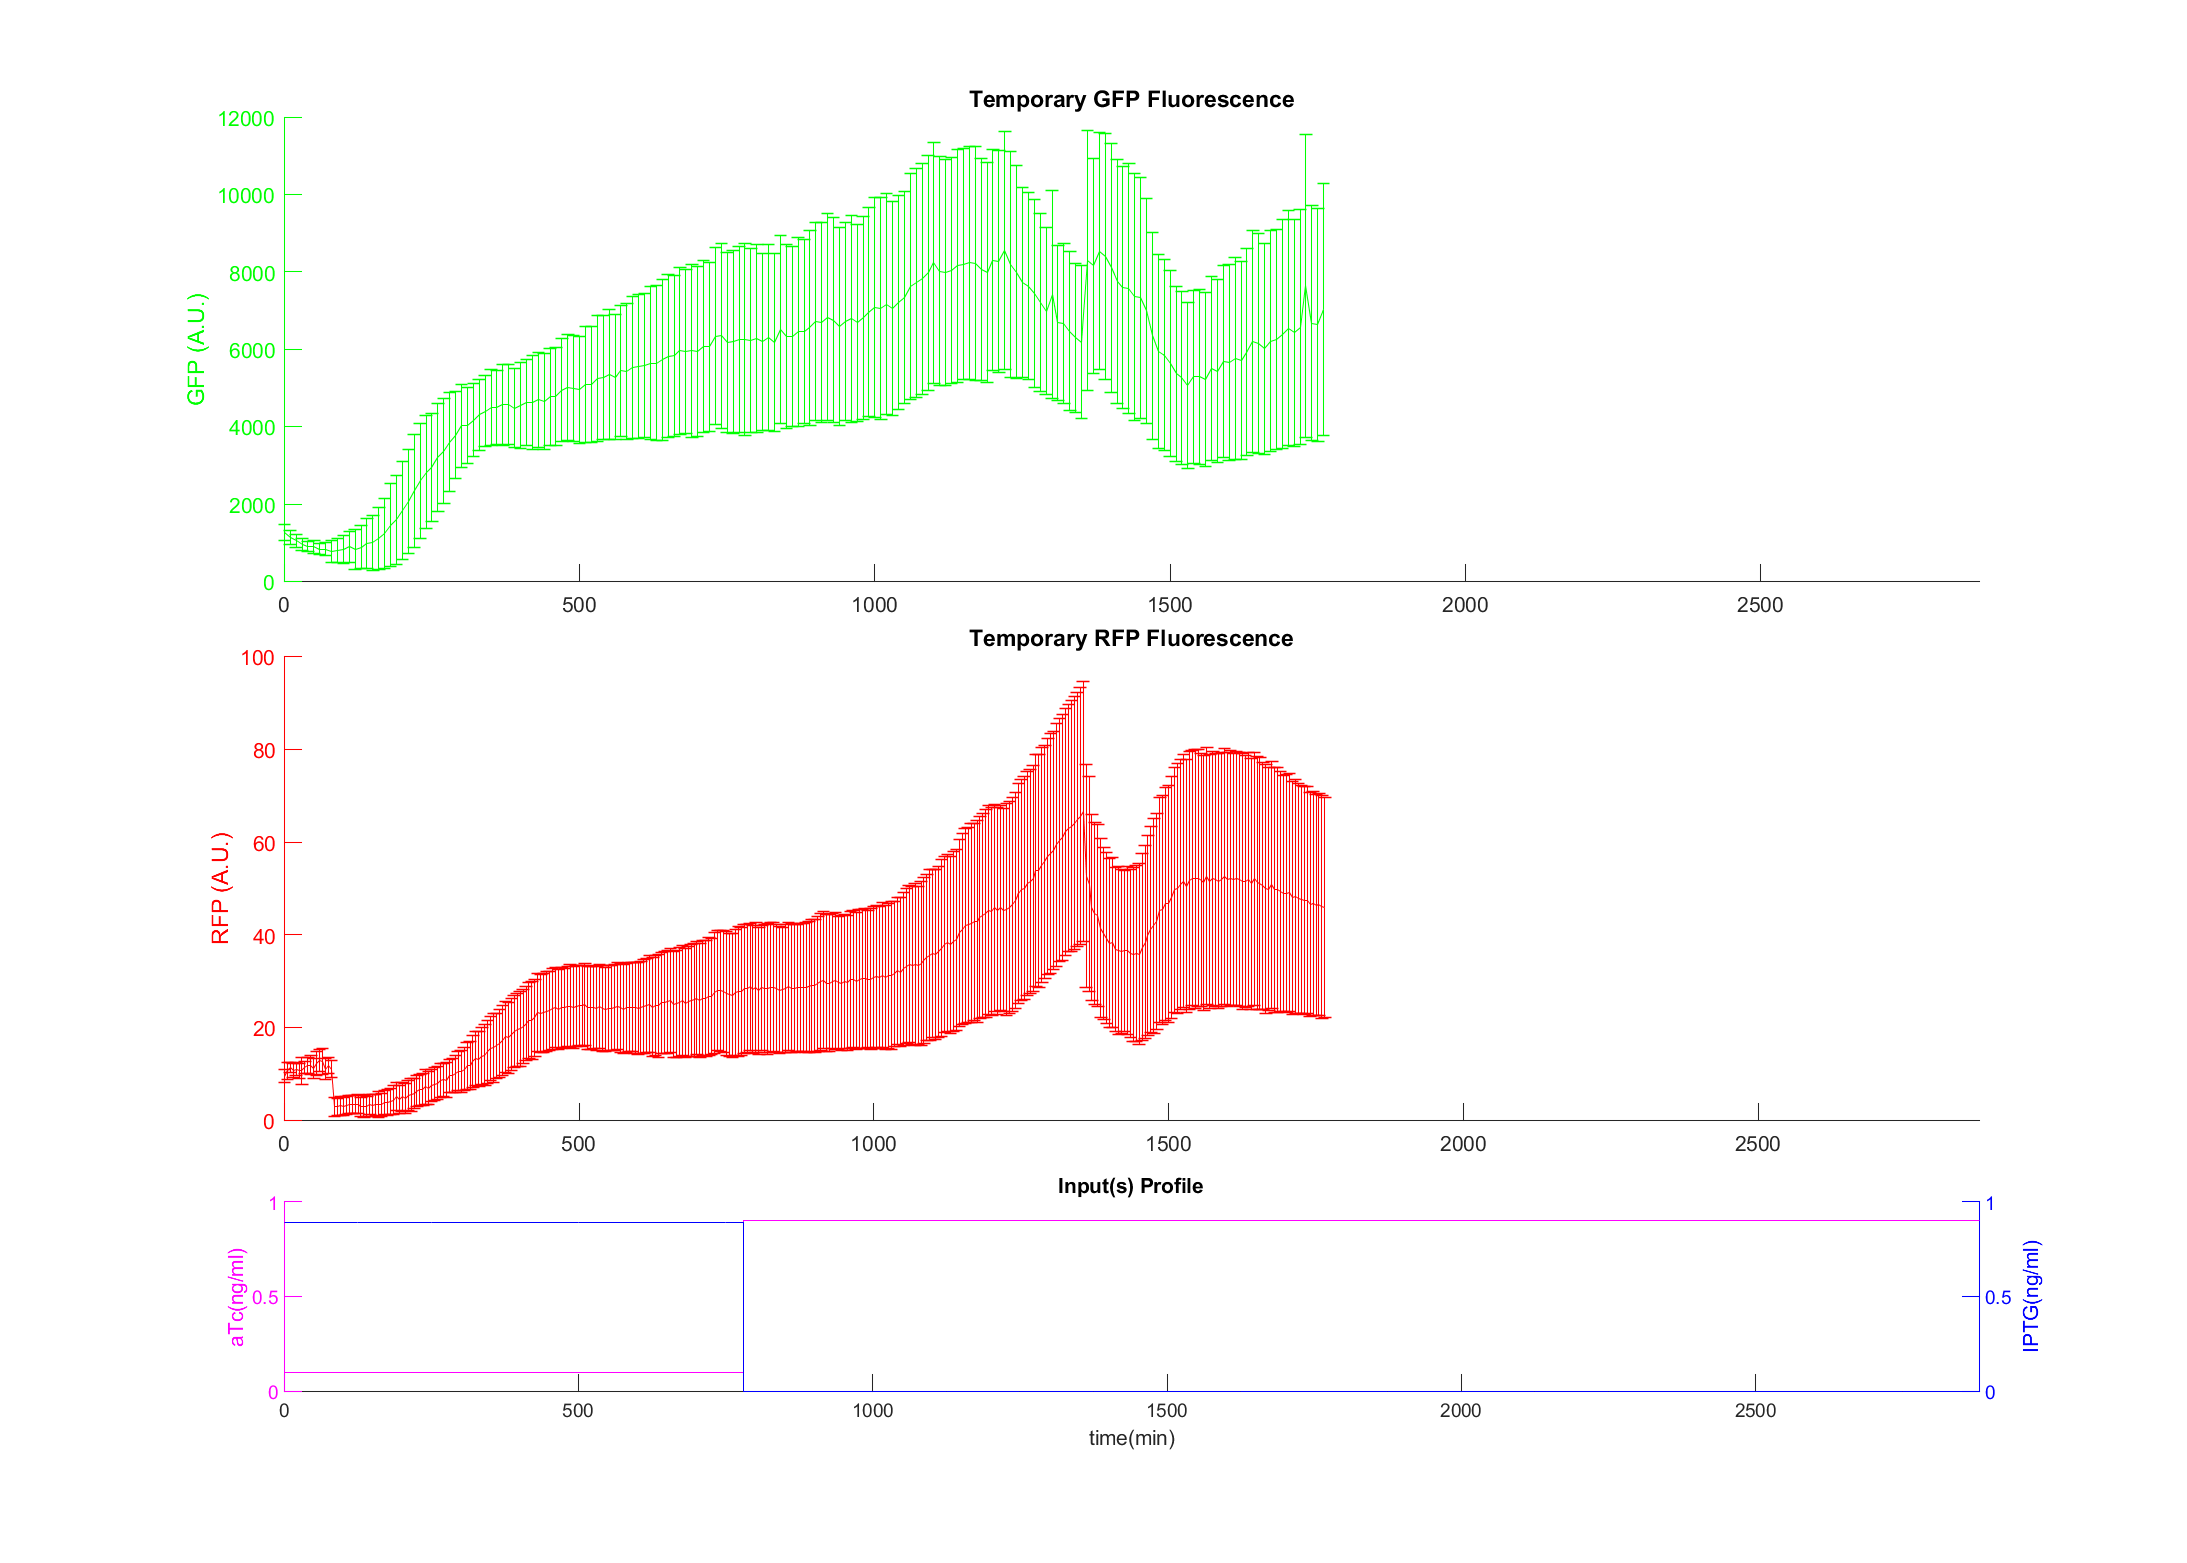 Temporary GFP Fluorescence
12000
10000
8000
6000
4000
2000
0
GFP (A.U.)
0 500 1000 1500 2000 2500
Temporary RFP Fluorescence
100
80
60
40
20
0
RFP (A.U.)
0 500 1000 1500 2000 2500
Input(s) Profile
1
0.5
0
aTc(ng/ml)
1
0.5
0
IPTG(ng/ml)
0 500 1000 1500 2000 2500
time(min)